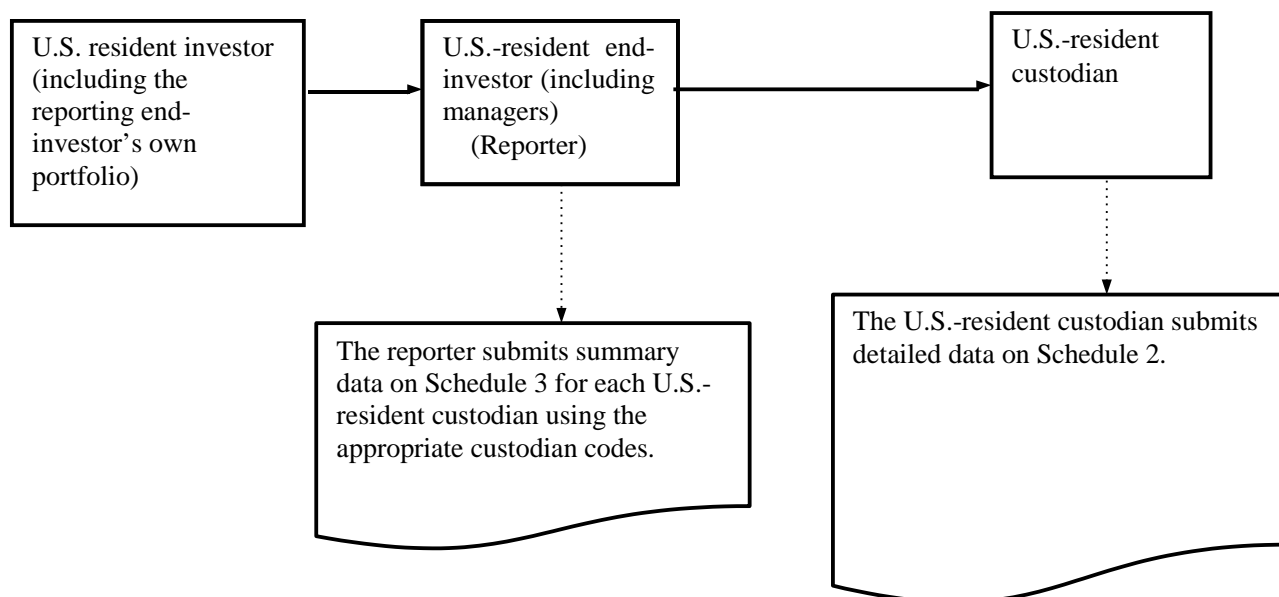 U.S. resident investor
(including the
reporting end-
investor’s own
portfolio)
U.S.-resident end-
investor (including
managers)
(Reporter)
U.S.-resident
custodian
The reporter submits summary
data on Schedule 3 for each U.S.-
resident custodian using the
appropriate custodian codes.
The U.S.-resident custodian submits
detailed data on Schedule 2.